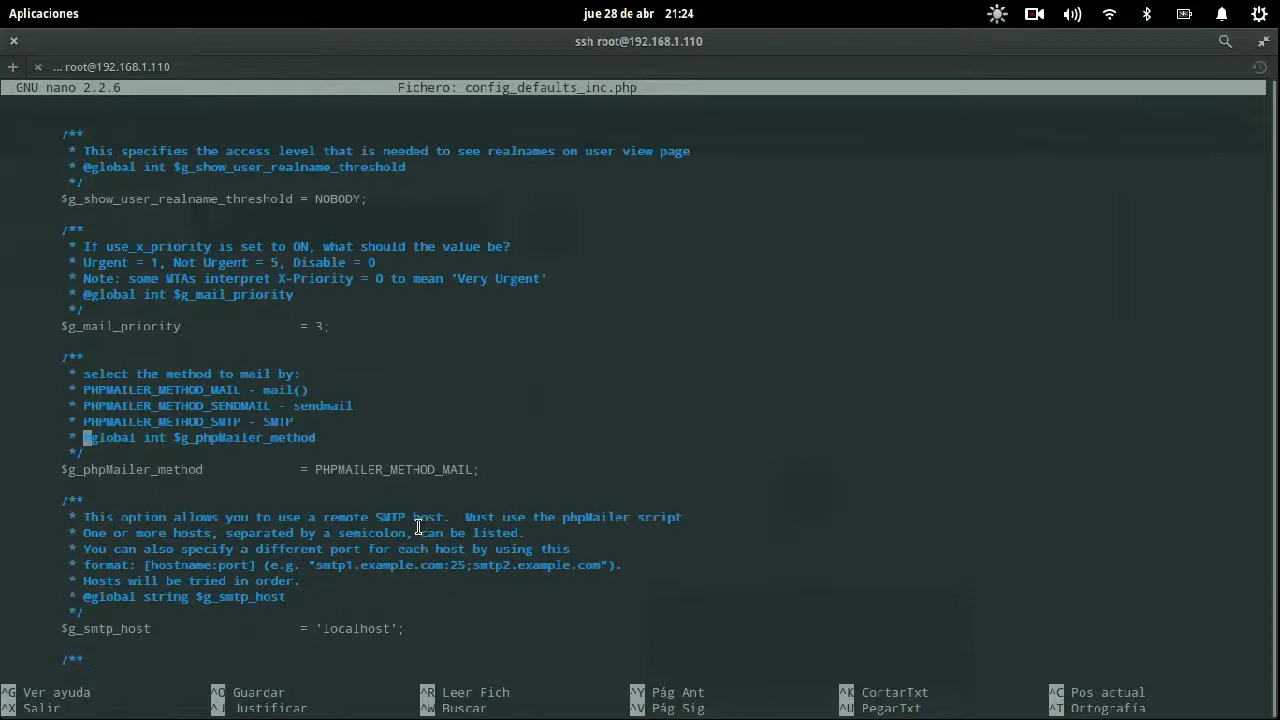 Aplicaciones jue 28 de abr 21:24
ssh root@192.168.1.110
... root@192.168.1.110
GNU nano 2.2.6 Fichero: config_defaults_inc.php
/**
* This specifies the access level that is needed to see realnames on user view page
* @global int $g_show_user_realname_threshold
*/
$g_show_user_realname_threshold = NOBODY;
/**
* If use_x_priority is set to ON, what should the value be?
* Urgent = 1, Not Urgent = 5, Disable = 0
* Note: some MTAs interpret X-Priority = 0 to mean 'Very Urgent'
* @global int $g_mail_priority
*/
$g_mail_priority = 3;
/**
* select the method to mail by:
* PHPMAILER_METHOD_MAIL - mail()
* PHPMAILER_METHOD_SENDMAIL - sendmail
* PHPMAILER_METHOD_SMTP - SMTP
* @global int $g_phpMailer_method
*/
$g_phpMailer_method = PHPMAILER_METHOD_MAIL;
/**
* This option allows you to use a remote SMTP host. Must use the phpMailer script
* One or more hosts, separated by a semicolon, can be listed.
* You can also specify a different port for each host by using this
* format: [hostname:port] (e.g. "smtp1.example.com:25;smtp2.example.com").
* Hosts will be tried in order.
* @global string $g_smtp_host
*/
$g_smtp_host = 'localhost';
/**
^G Ver ayuda ^O Guardar ^R Leer Fich ^Y Pág Ant ^K CortarTxt ^C Pos actual
^X Salir ^J Justificar ^W Buscar ^V Pág Sig ^U PegarTxt ^T Ortografía